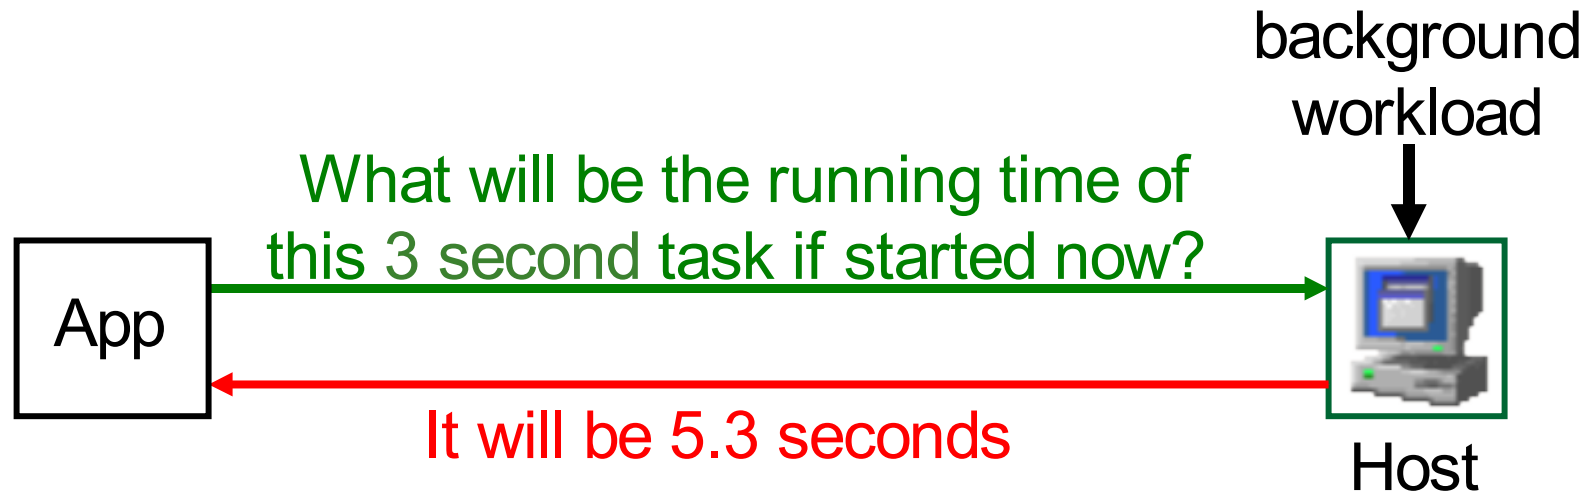 background
workload
What will be the running time of
this 3 second task if started now?
App
It will be 5.3 seconds
Host